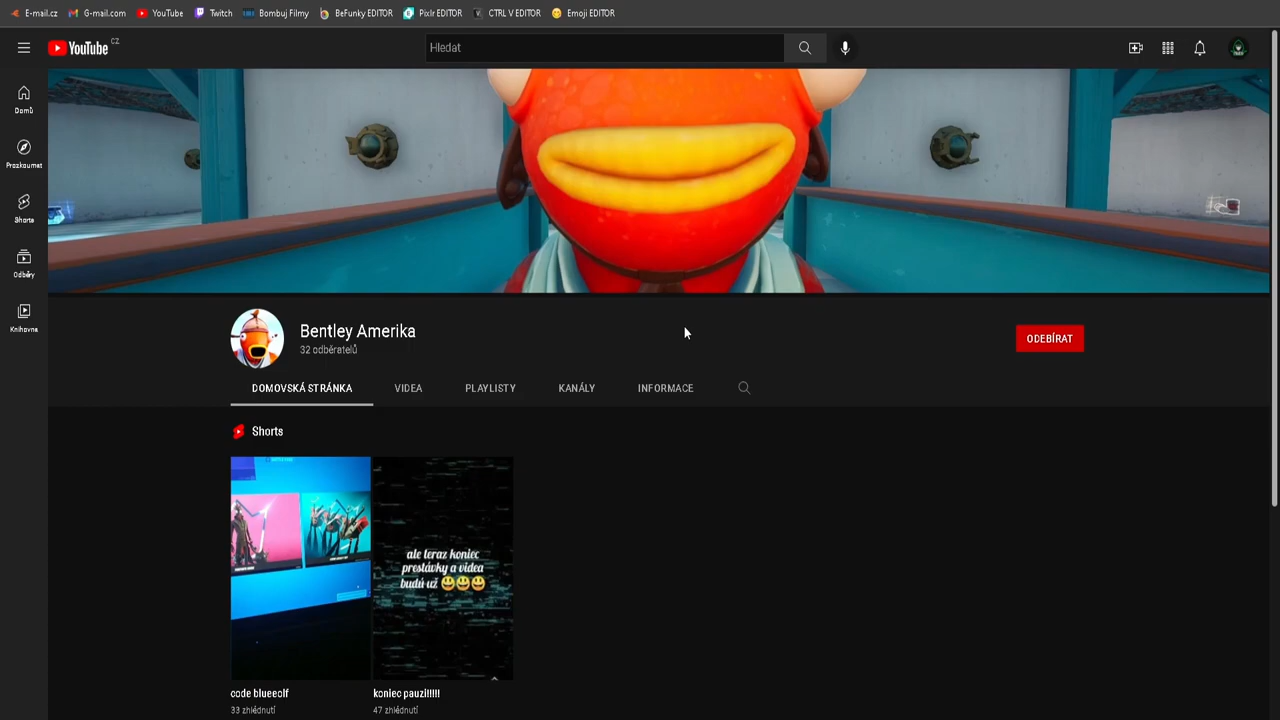 E-mail.cz G-mail.com YouTube Twitch Bombuj Filmy BeFunky EDITOR Pixlr EDITOR CTRL V EDITOR Emoji EDITOR
YouTube CZ
Hledat
Domů
Prozkoumat
Shorts
Odběry
Knihovna
Bentley Amerika
32 odběratelů
ODEBÍRAT
DOMOVSKÁ STRÁNKA VIDEA PLAYLISTY KANÁLY INFORMACE
Shorts
ale teraz koniec
prestávky a videa
budú už 😃😃😃
code blueeolf
33 zhlédnutí
koniec pauzi!!!!!
47 zhlédnutí